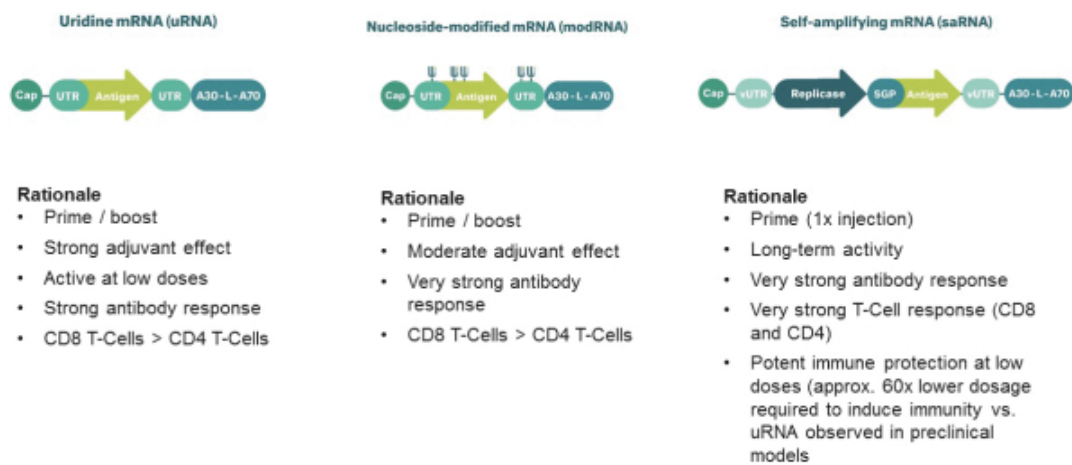 Uridine mRNA (uRNA)
Cap UTR Antigen UTR A30-L-A70
Rationale
• Prime / boost
• Strong adjuvant effect
• Active at low doses
• Strong antibody response
• CD8 T-Cells > CD4 T-Cells
Nucleoside-modified mRNA (modRNA)
Ψ ΨΨ ΨΨ
Cap UTR Antigen UTR A30-L-A70
Rationale
• Prime / boost
• Moderate adjuvant effect
• Very strong antibody
response
• CD8 T-Cells > CD4 T-Cells
Self-amplifying mRNA (saRNA)
Cap vUTR Replicase SGP Antigen vUTR A30-L-A70
Rationale
• Prime (1x injection)
• Long-term activity
• Very strong antibody response
• Very strong T-Cell response (CD8
and CD4)
• Potent immune protection at low
doses (approx. 60x lower dosage
required to induce immunity vs.
uRNA observed in preclinical
models